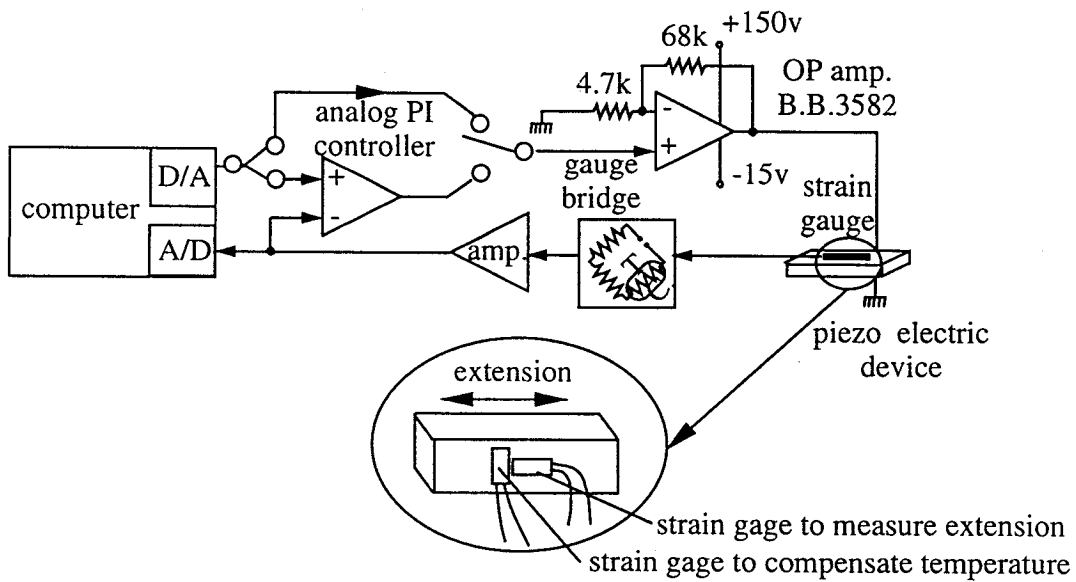 +150v
68k
OP amp.
B.B.3582
4.7k
-
+
-15v
analog PI
controller
gauge
bridge
strain
gauge
computer
D/A
A/D
+
-
amp.
T
piezo electric
device
extension
strain gage to measure extension
strain gage to compensate temperature